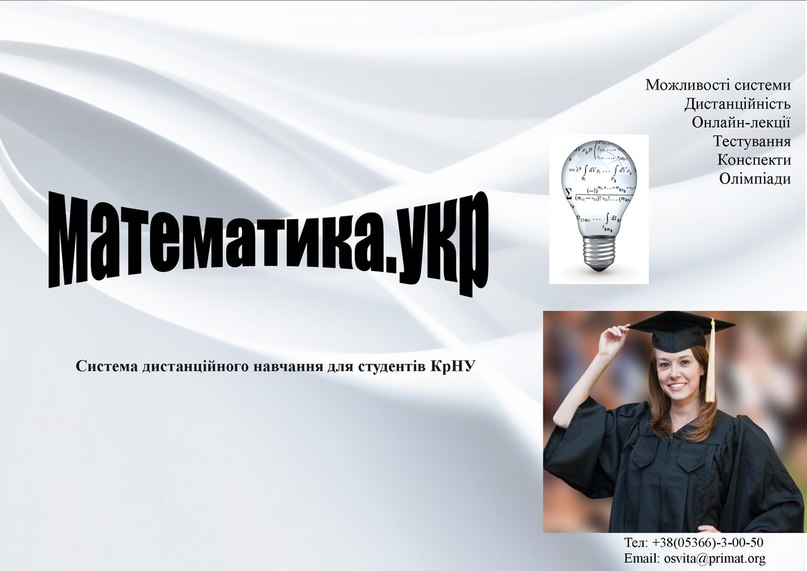 Можливості системи
Дистанційність
Онлайн-лекції
Тестування
Конспекти
Олімпіади
математика.укр
Система дистанційного навчання для студентів КрНУ
Тел: +38(05366)-3-00-50
Email: osvita@primat.org